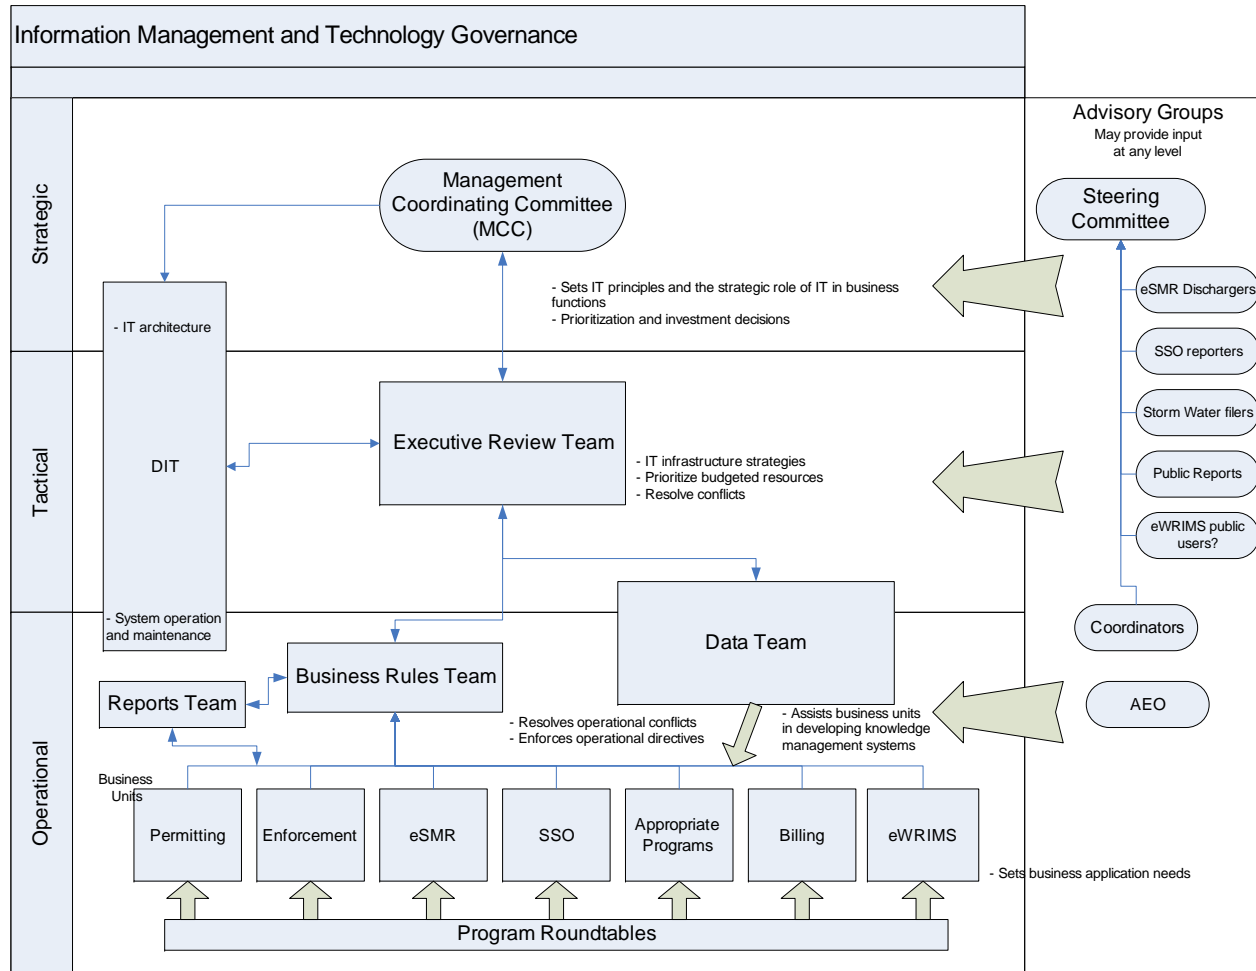 Information Management and Technology Governance
Strategic
Management
Coordinating Committee
(MCC)
- Sets IT principles and the strategic role of IT in business
functions
- Prioritization and investment decisions
- IT architecture
Tactical
DIT
Executive Review Team
- IT infrastructure strategies
- Prioritize budgeted resources
- Resolve conflicts
- System operation
and maintenance
Operational
Data Team
Business Rules Team
Reports Team
- Resolves operational conflicts
- Enforces operational directives
- Assists business units
in developing knowledge
management systems
Business
Units
Permitting
Enforcement
eSMR
SSO
Appropriate
Programs
Billing
eWRIMS
- Sets business application needs
Program Roundtables
Advisory Groups
May provide input
at any level
Steering
Committee
eSMR Dischargers
SSO reporters
Storm Water filers
Public Reports
eWRIMS public
users?
Coordinators
AEO